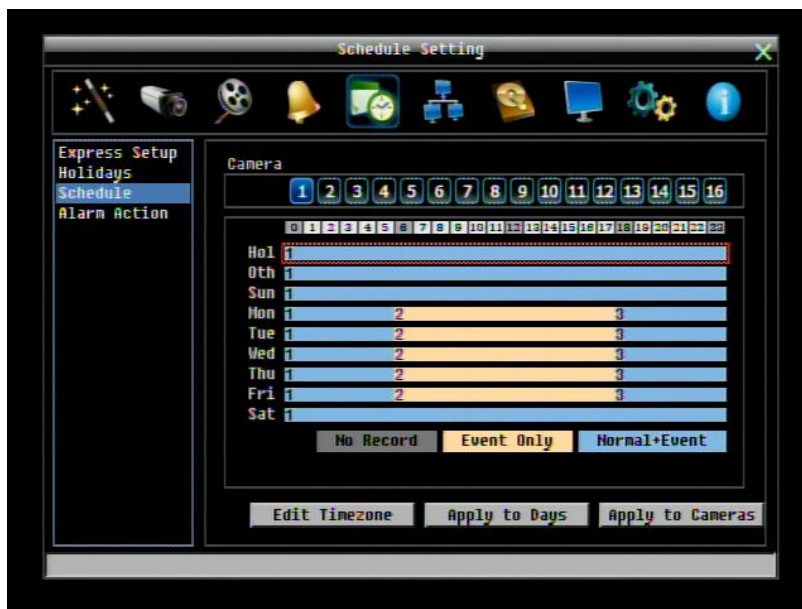 Schedule Setting
X
Express Setup
Holidays
Schedule
Alarm Action
Camera
1 2 3 4 5 6 7 8 9 10 11 12 13 14 15 16
0 1 2 3 4 5 6 7 8 9 10 11 12 13 14 15 16 17 18 19 20 21 22 23
Hol 1
Oth 1
Sun 1
Mon 1 2 3
Tue 1 2 3
Wed 1 2 3
Thu 1 2 3
Fri 1 2 3
Sat 1
No Record Event Only Normal+Event
Edit Timezone Apply to Days Apply to Cameras